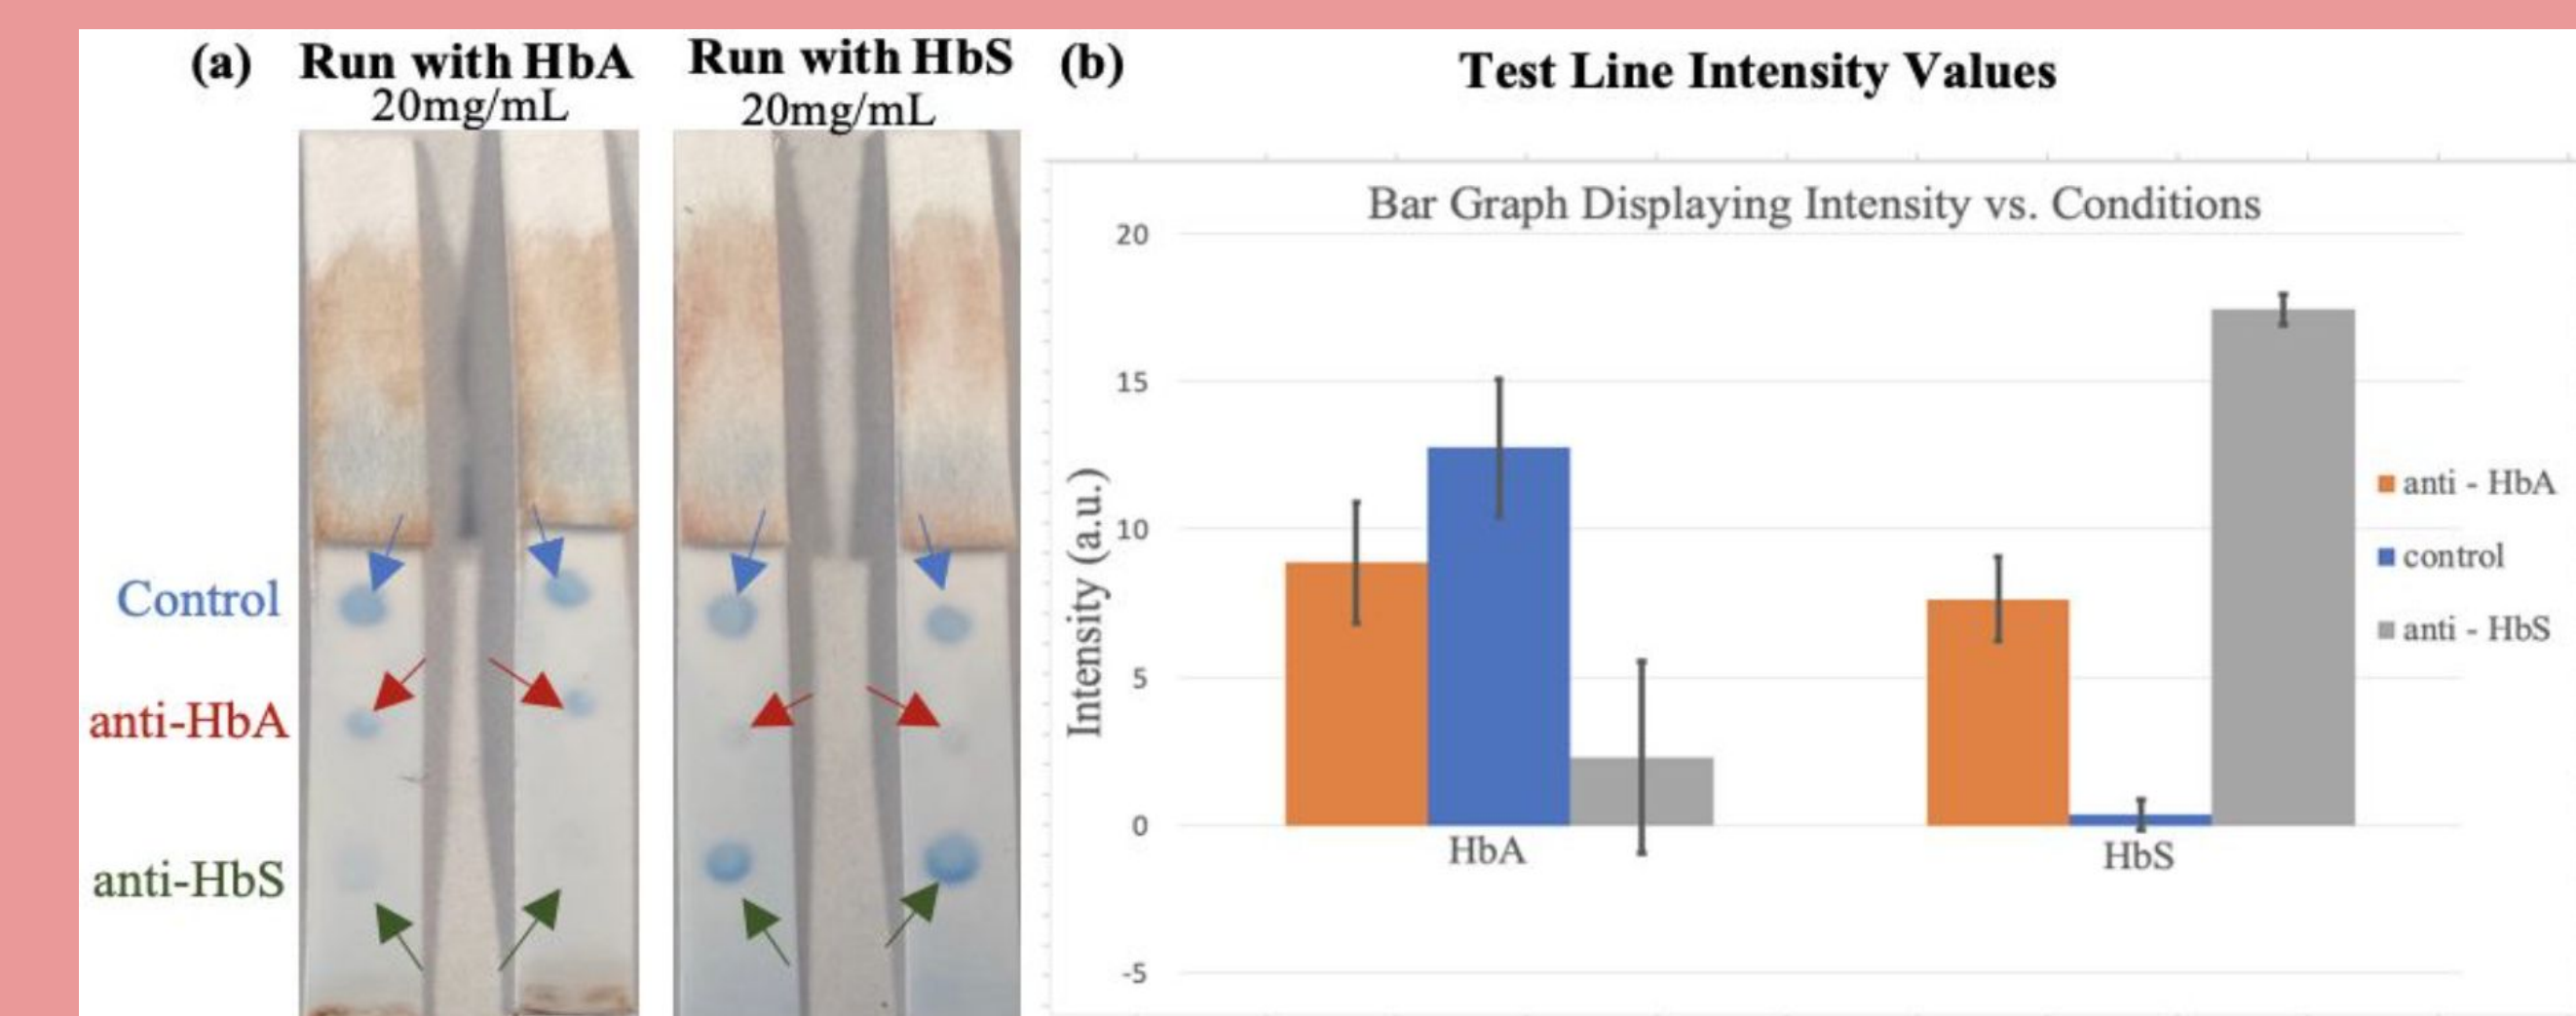 (a) Run with HbA
20mg/mL
Run with HbS
20mg/mL
Control
anti-HbA
anti-HbS
(b) Test Line Intensity Values
Bar Graph Displaying Intensity vs. Conditions
Intensity (a.u.)
20
15
10
5
0
-5
HbA
HbS
anti - HbA
control
anti - HbS